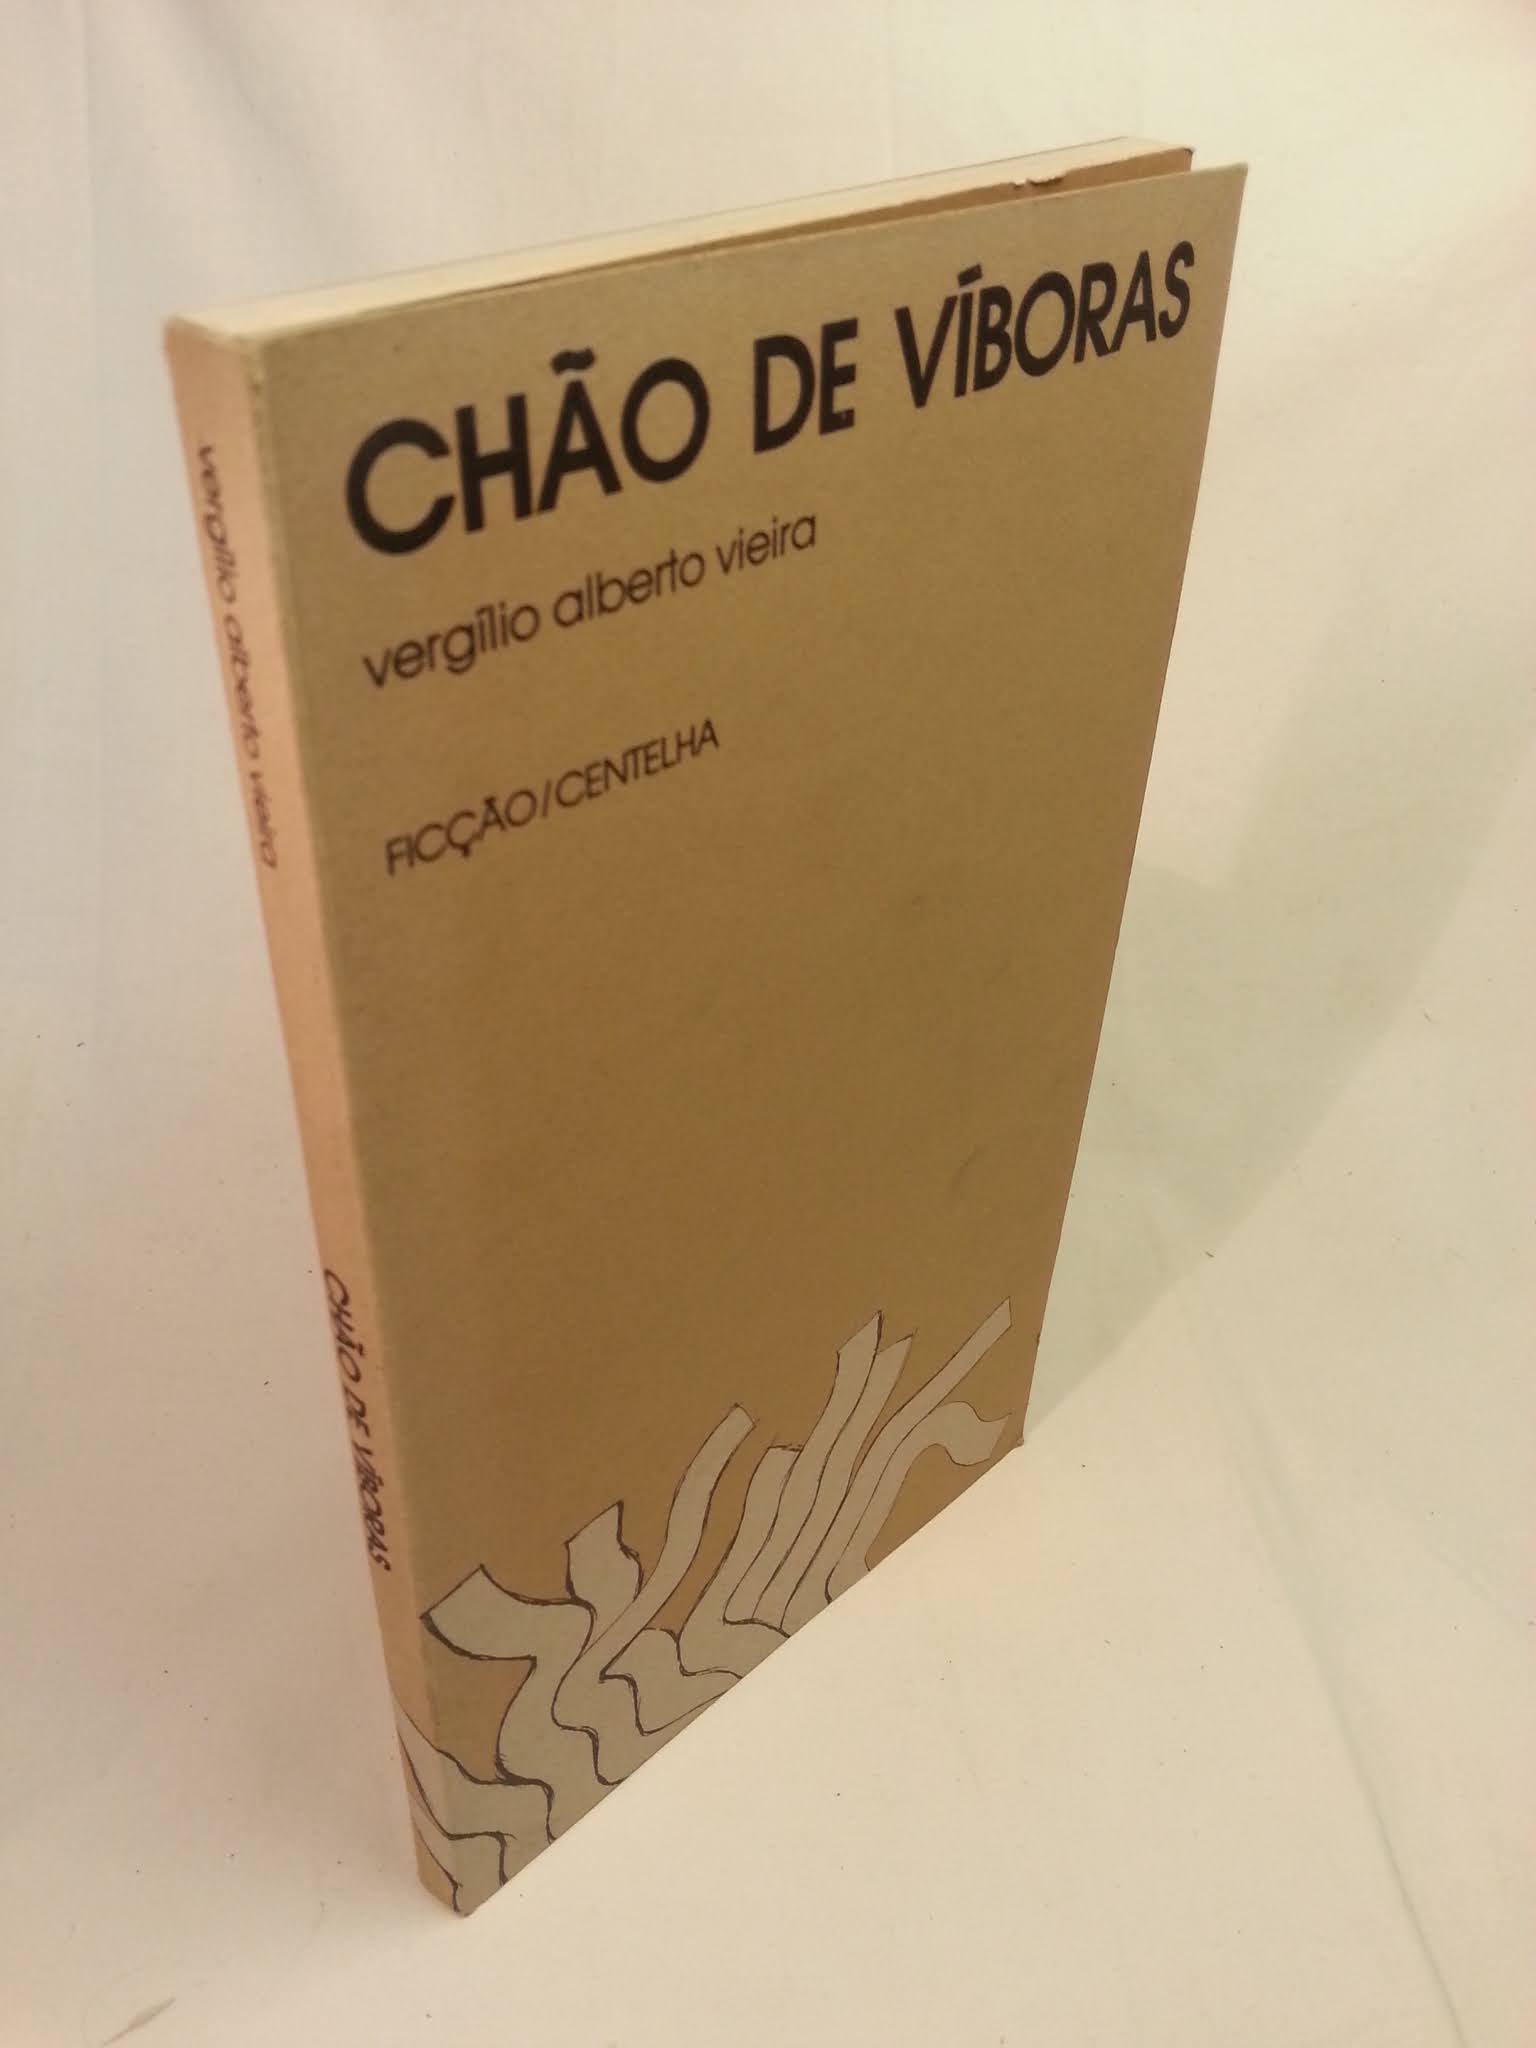 CHÃO DE VÍBORAS
vergílio alberto vieira
FICÇÃO/CENTELHA
vergílio alberto vieira
CHÃO DE VÍBORAS